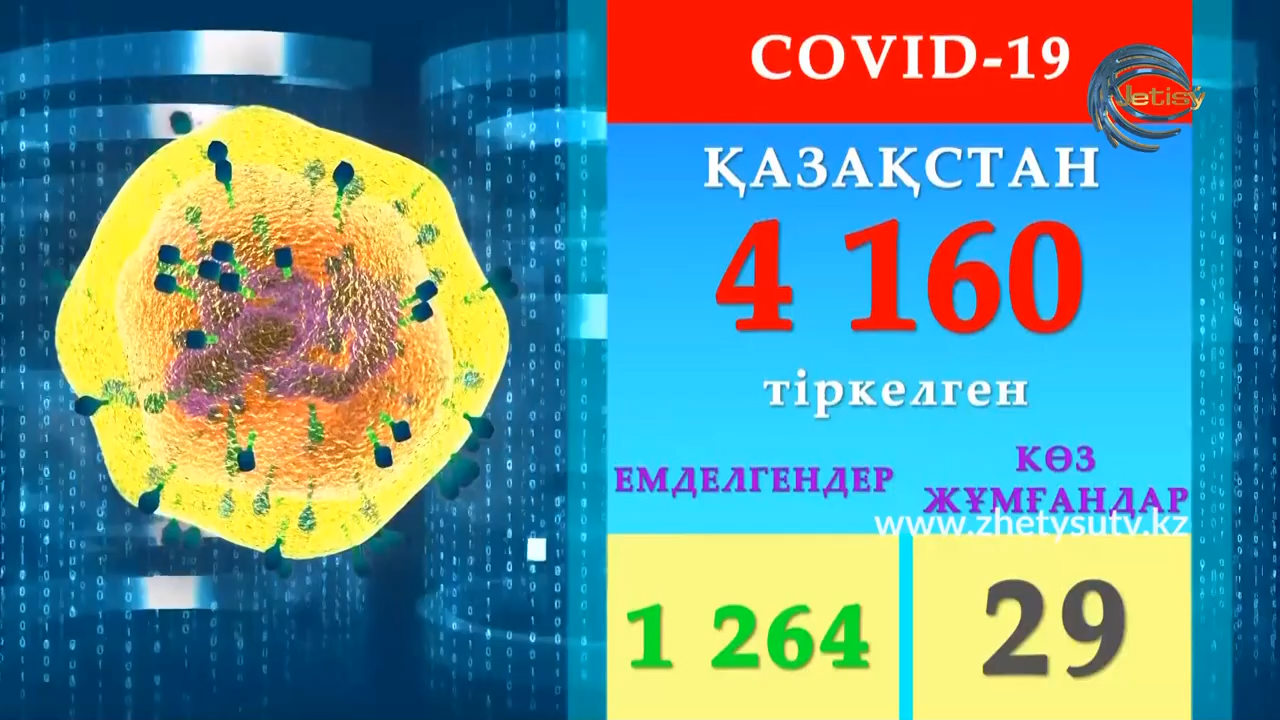 COVID-19
Jetisý
ҚАЗАҚСТАН
4 160
тіркелген
ЕМДЕЛГЕНДЕР
КӨЗ
ЖҰМҒАНДАР
www.zhetysutv.kz
1 264
29